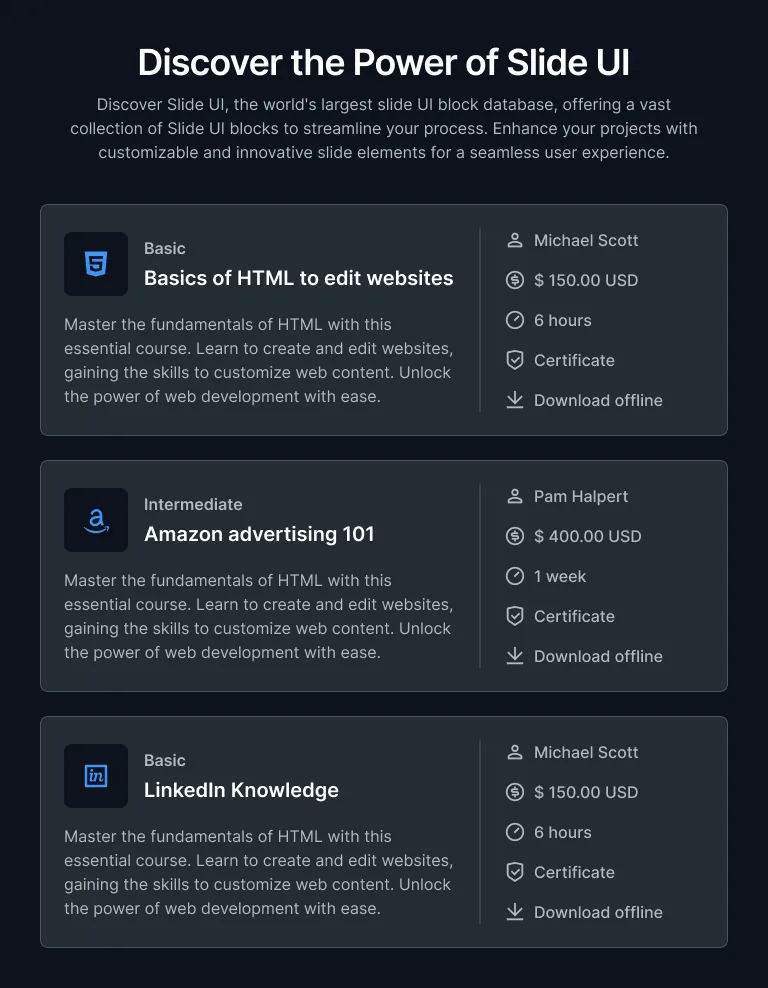 Discover the Power of Slide UI
Discover Slide UI, the world's largest slide UI block database, offering a vast
collection of Slide UI blocks to streamline your process. Enhance your projects with
customizable and innovative slide elements for a seamless user experience.
Basic
Basics of HTML to edit websites
Master the fundamentals of HTML with this
essential course. Learn to create and edit websites,
gaining the skills to customize web content. Unlock
the power of web development with ease.
Michael Scott
$ 150.00 USD
6 hours
Certificate
Download offline
Intermediate
Amazon advertising 101
Master the fundamentals of HTML with this
essential course. Learn to create and edit websites,
gaining the skills to customize web content. Unlock
the power of web development with ease.
Pam Halpert
$ 400.00 USD
1 week
Certificate
Download offline
Basic
LinkedIn Knowledge
Master the fundamentals of HTML with this
essential course. Learn to create and edit websites,
gaining the skills to customize web content. Unlock
the power of web development with ease.
Michael Scott
$ 150.00 USD
6 hours
Certificate
Download offline